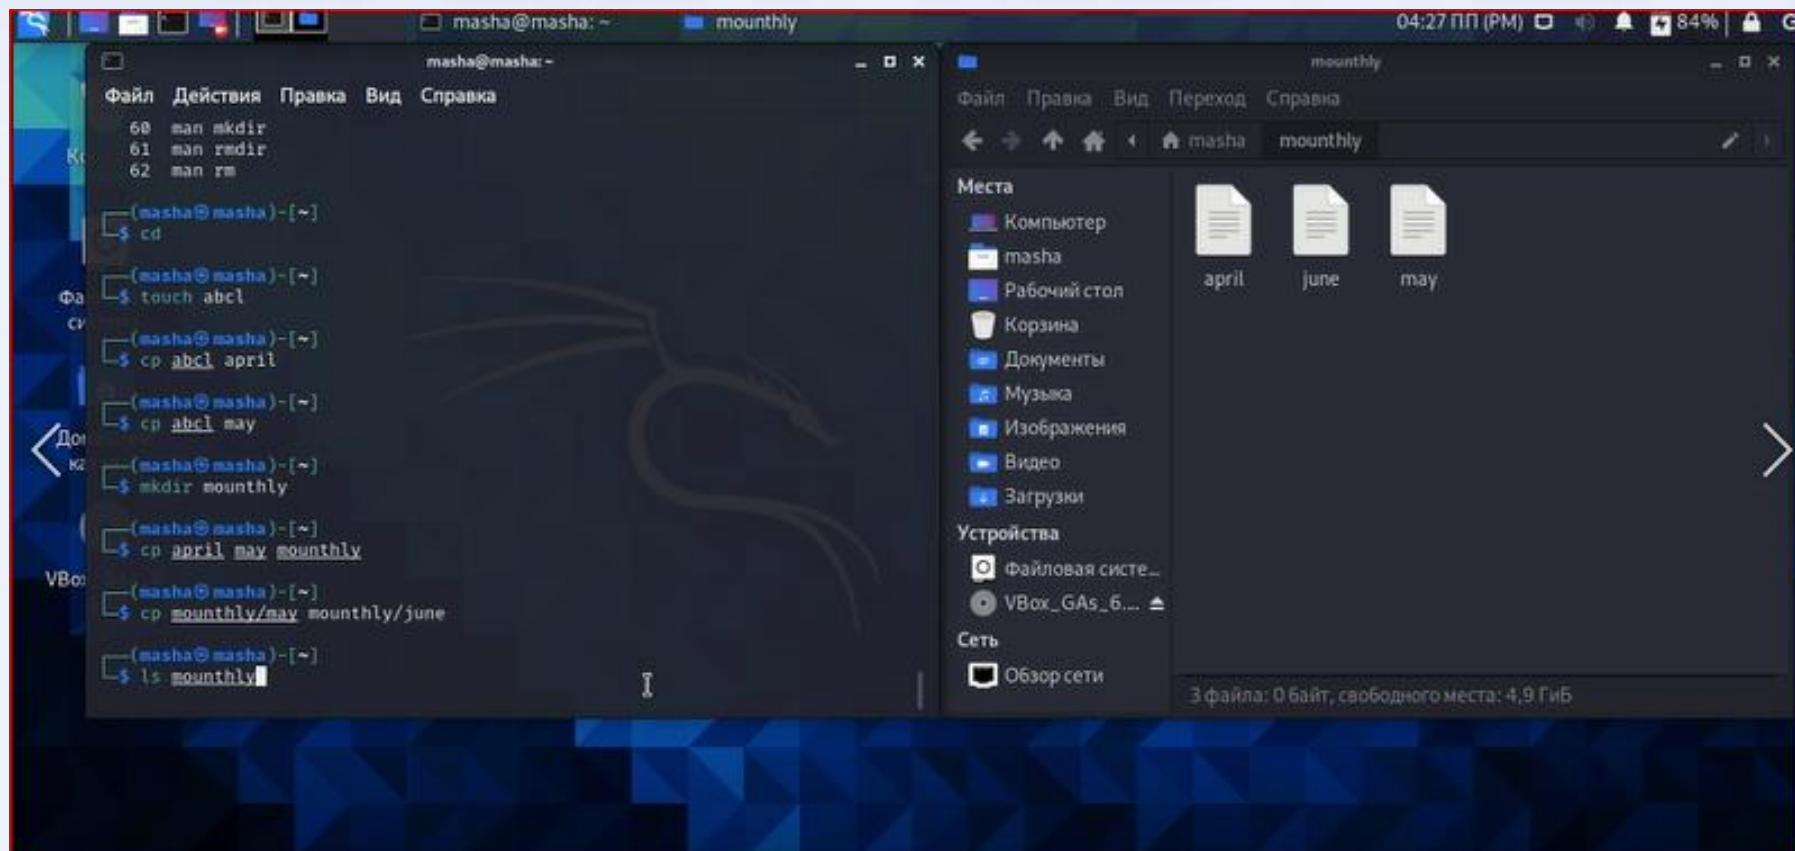 masha@masha: ~
mounthly
04:27 ПП (PM)
84%
masha@masha:~
Файл Действия Правка Вид Справка
60 man mkdir
61 man rmdir
62 man rm
(masha㉿masha)-[~]
$ cd
(masha㉿masha)-[~]
$ touch abcl
(masha㉿masha)-[~]
$ cp abcl april
(masha㉿masha)-[~]
$ cp abcl may
(masha㉿masha)-[~]
$ mkdir mounthly
(masha㉿masha)-[~]
$ cp april may mounthly
(masha㉿masha)-[~]
$ cp mounthly/may mounthly/june
(masha㉿masha)-[~]
$ ls mounthly
mounthly
Файл Правка Вид Переход Справка
masha mounthly
Места
Компьютер
masha
Рабочий стол
Корзина
Документы
Музыка
Изображения
Видео
Загрузки
Устройства
Файловая систе...
VBox_GAs_6....
Сеть
Обзор сети
april june may
3 файла: 0 байт, свободного места: 4,9 ГиБ